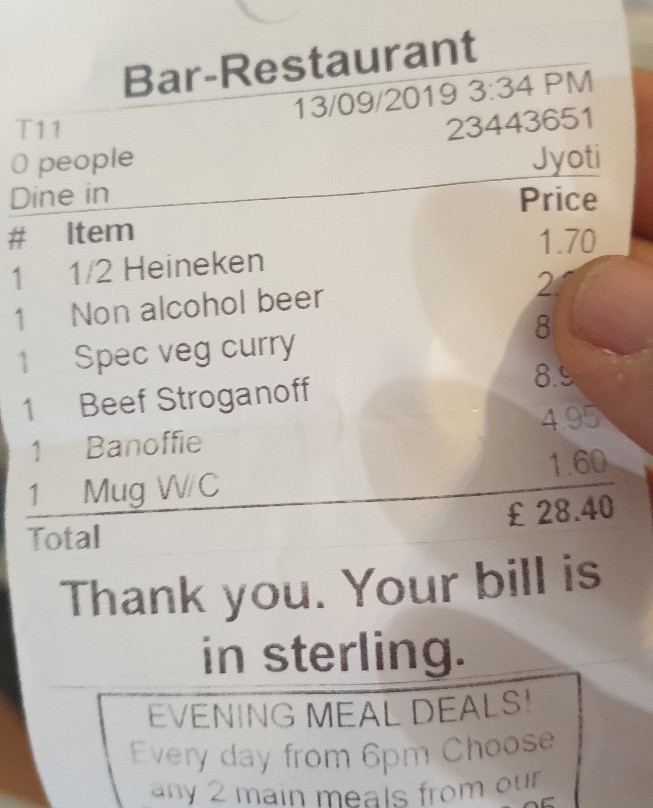 Bar-Restaurant
13/09/2019 3:34 PM
T11 23443651
0 people Jyoti
Dine in
# Item Price
1 1/2 Heineken 1.70
1 Non alcohol beer
1 Spec veg curry
1 Beef Stroganoff
1 Banoffie 4.95
1 Mug W/C 1.60
Total £ 28.40
Thank you. Your bill is
in sterling.
EVENING MEAL DEALS!
Every day from 6pm Choose
any 2 main meals from our